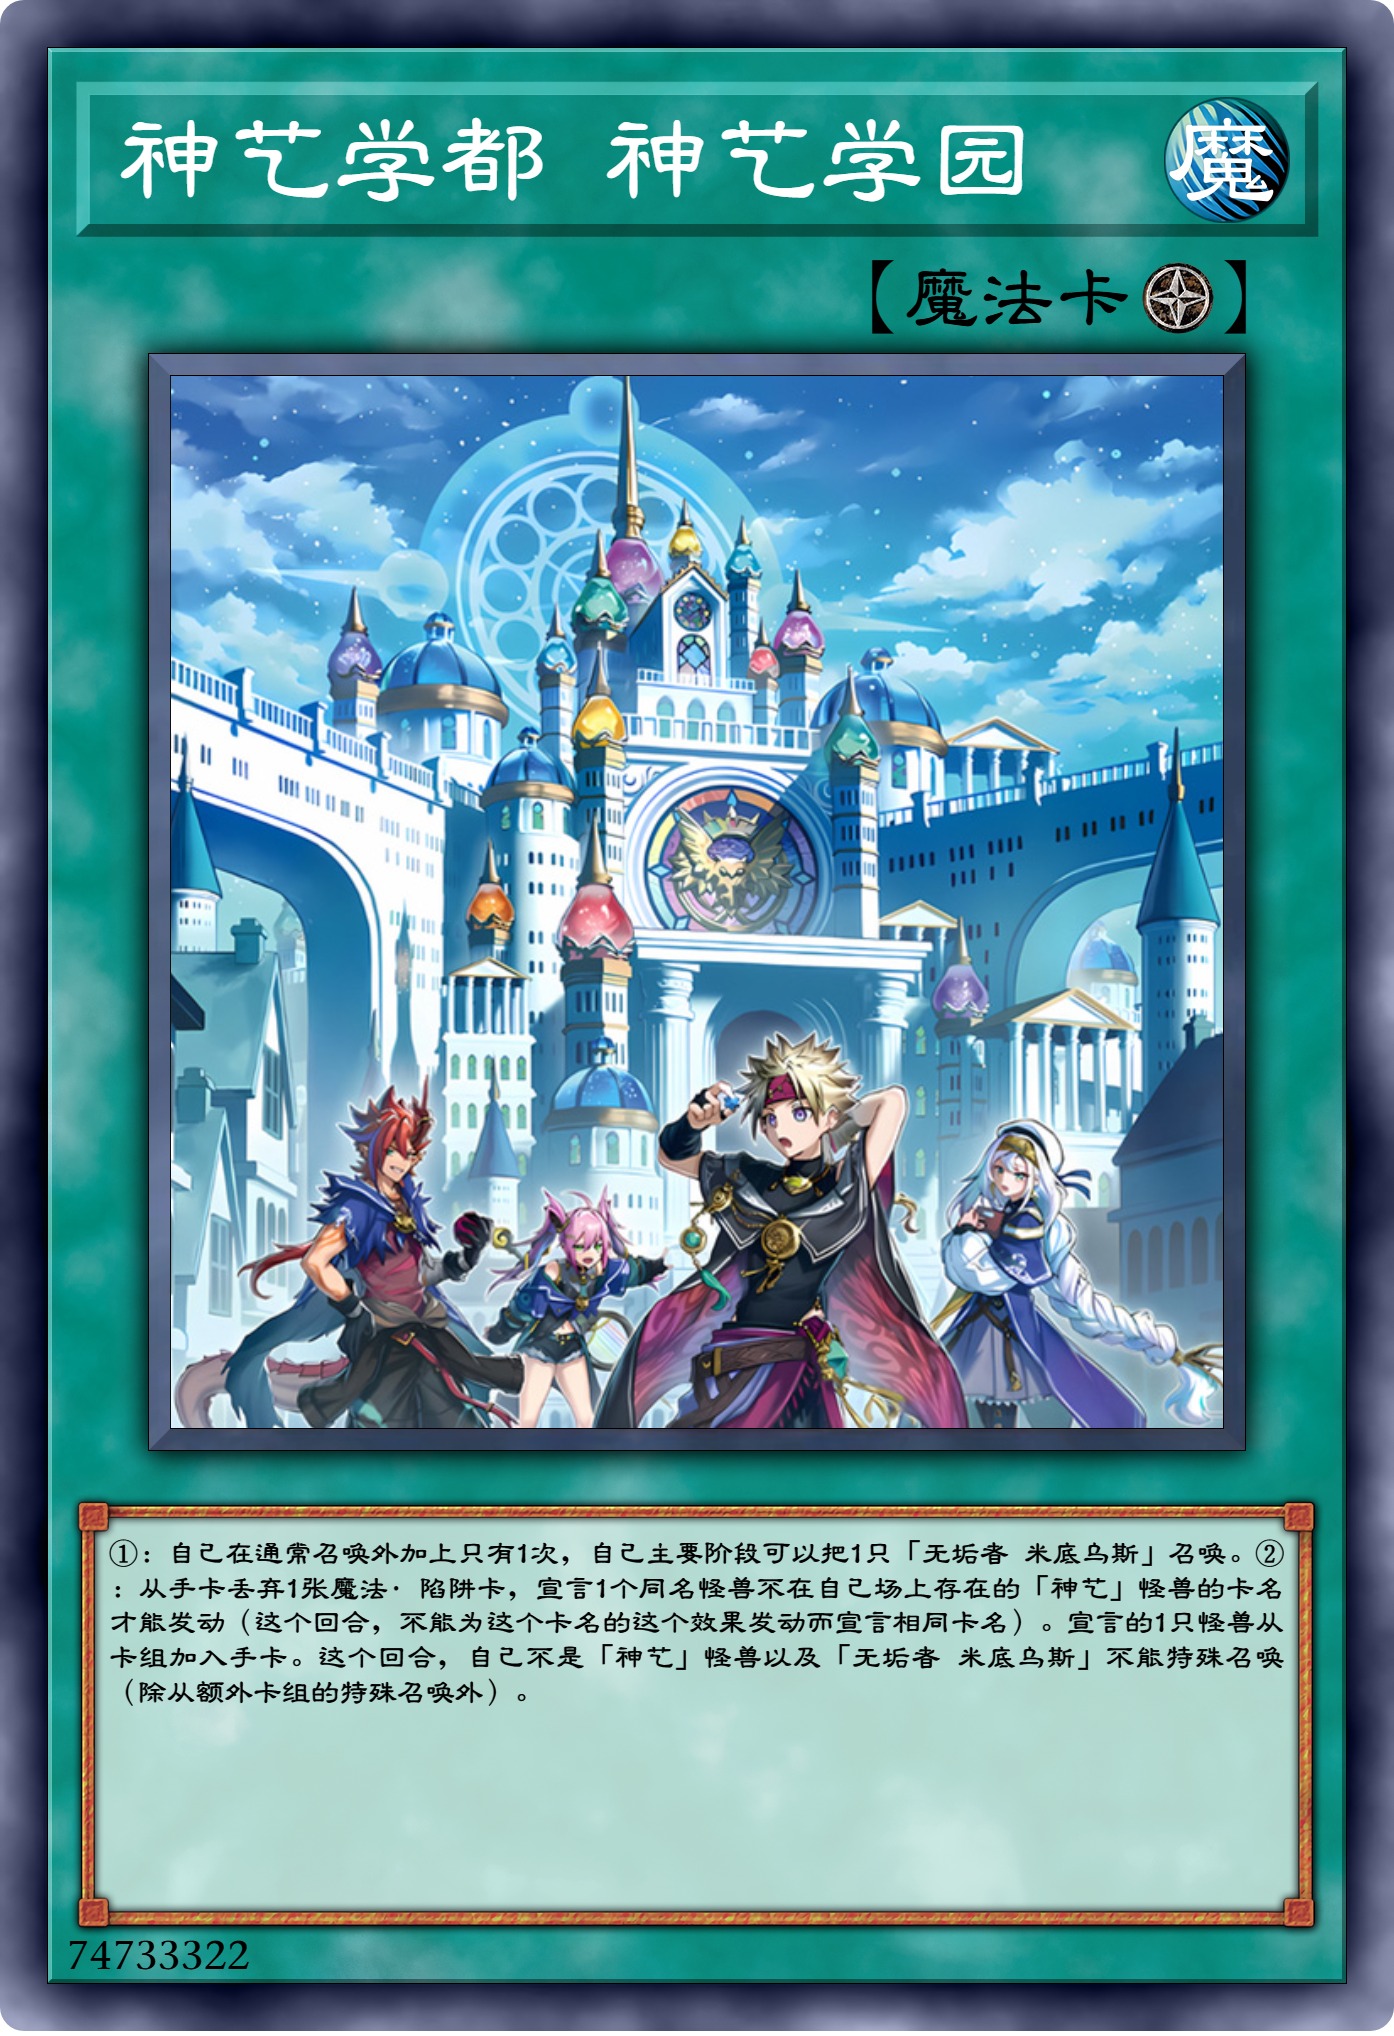 神艺学都 神艺学园
魔
【魔法卡】
①：自己在通常召唤外加上只有1次，自己主要阶段可以把1只「无垢者 米底乌斯」召唤。②
：从手卡丢弃1张魔法·陷阱卡，宣言1个同名怪兽不在自己场上存在的「神艺」怪兽的卡名
才能发动（这个回合，不能为这个卡名的这个效果发动而宣言相同卡名）。宣言的1只怪兽从
卡组加入手卡。这个回合，自己不是「神艺」怪兽以及「无垢者 米底乌斯」不能特殊召唤
（除从额外卡组的特殊召唤外）。
74733322